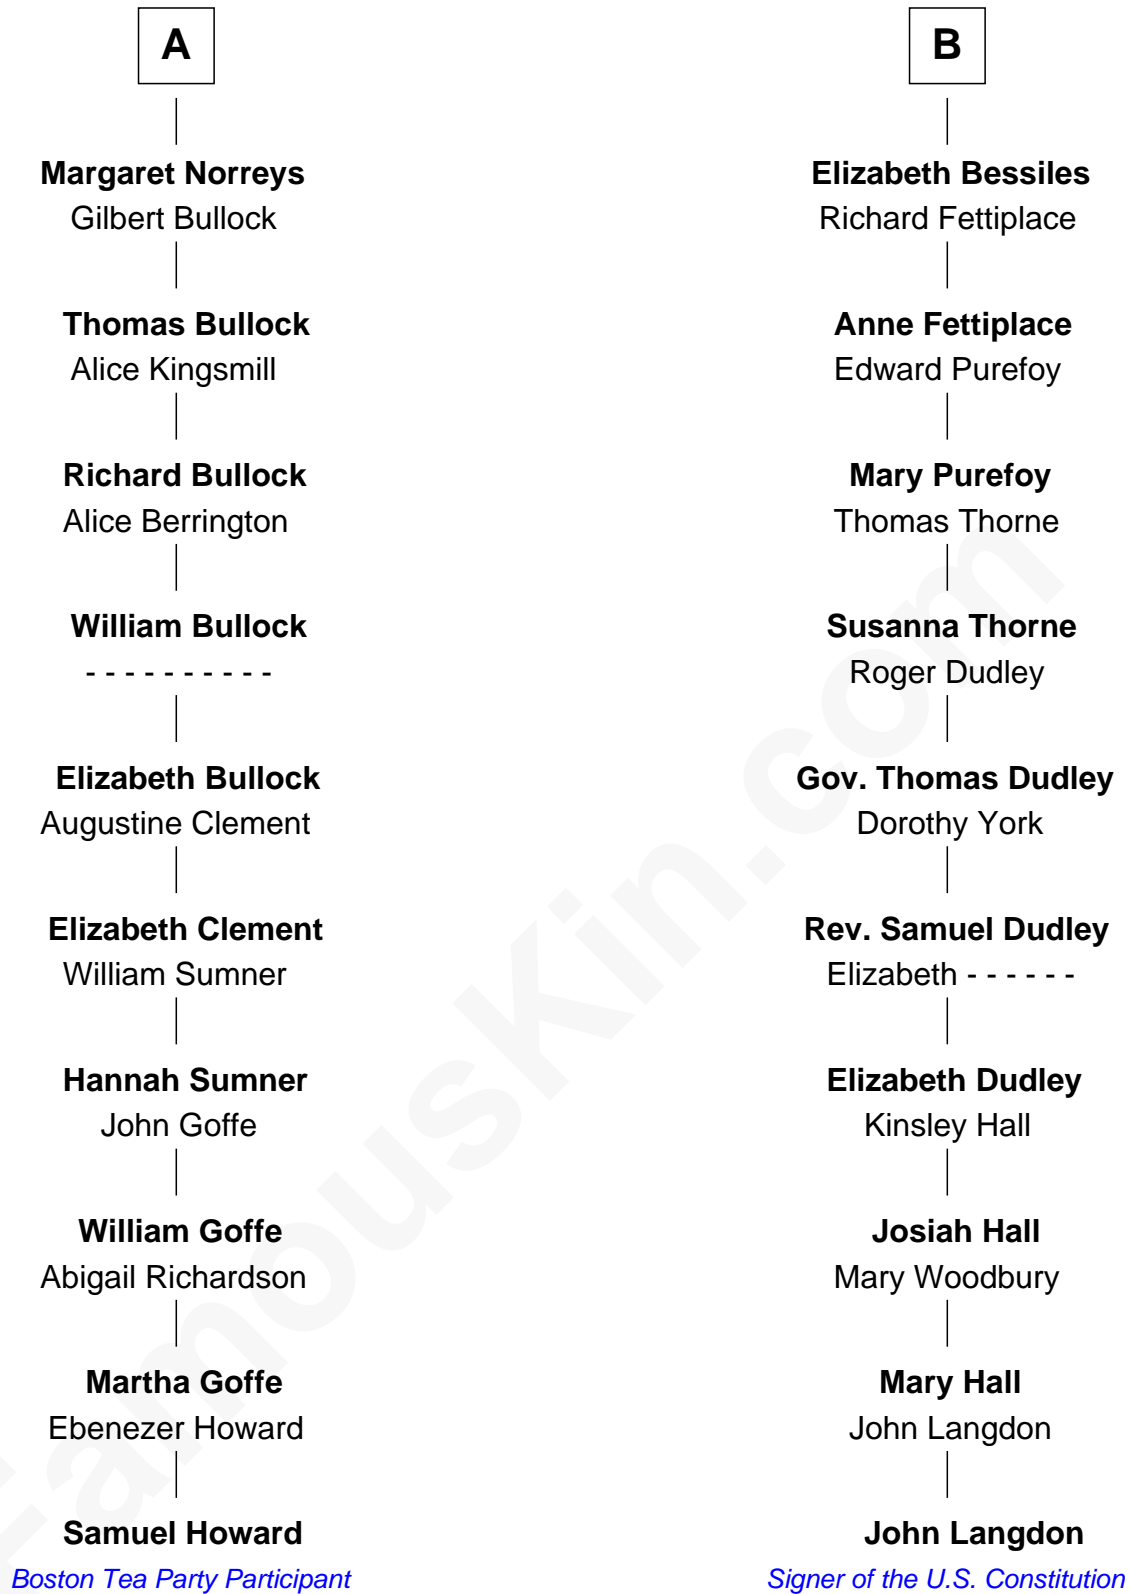 A
Margaret Norreys
Gilbert Bullock
Thomas Bullock
Alice Kingsmill
Richard Bullock
Alice Berrington
William Bullock
- - - - - - - - - -
Elizabeth Bullock
Augustine Clement
Elizabeth Clement
William Sumner
Hannah Sumner
John Goffe
William Goffe
Abigail Richardson
Martha Goffe
Ebenezer Howard
Samuel Howard
Boston Tea Party Participant
B
Elizabeth Bessiles
Richard Fettiplace
Anne Fettiplace
Edward Purefoy
Mary Purefoy
Thomas Thorne
Susanna Thorne
Roger Dudley
Gov. Thomas Dudley
Dorothy York
Rev. Samuel Dudley
Elizabeth - - - - - -
Elizabeth Dudley
Kinsley Hall
Josiah Hall
Mary Woodbury
Mary Hall
John Langdon
John Langdon
Signer of the U.S. Constitution
FamousKin.com